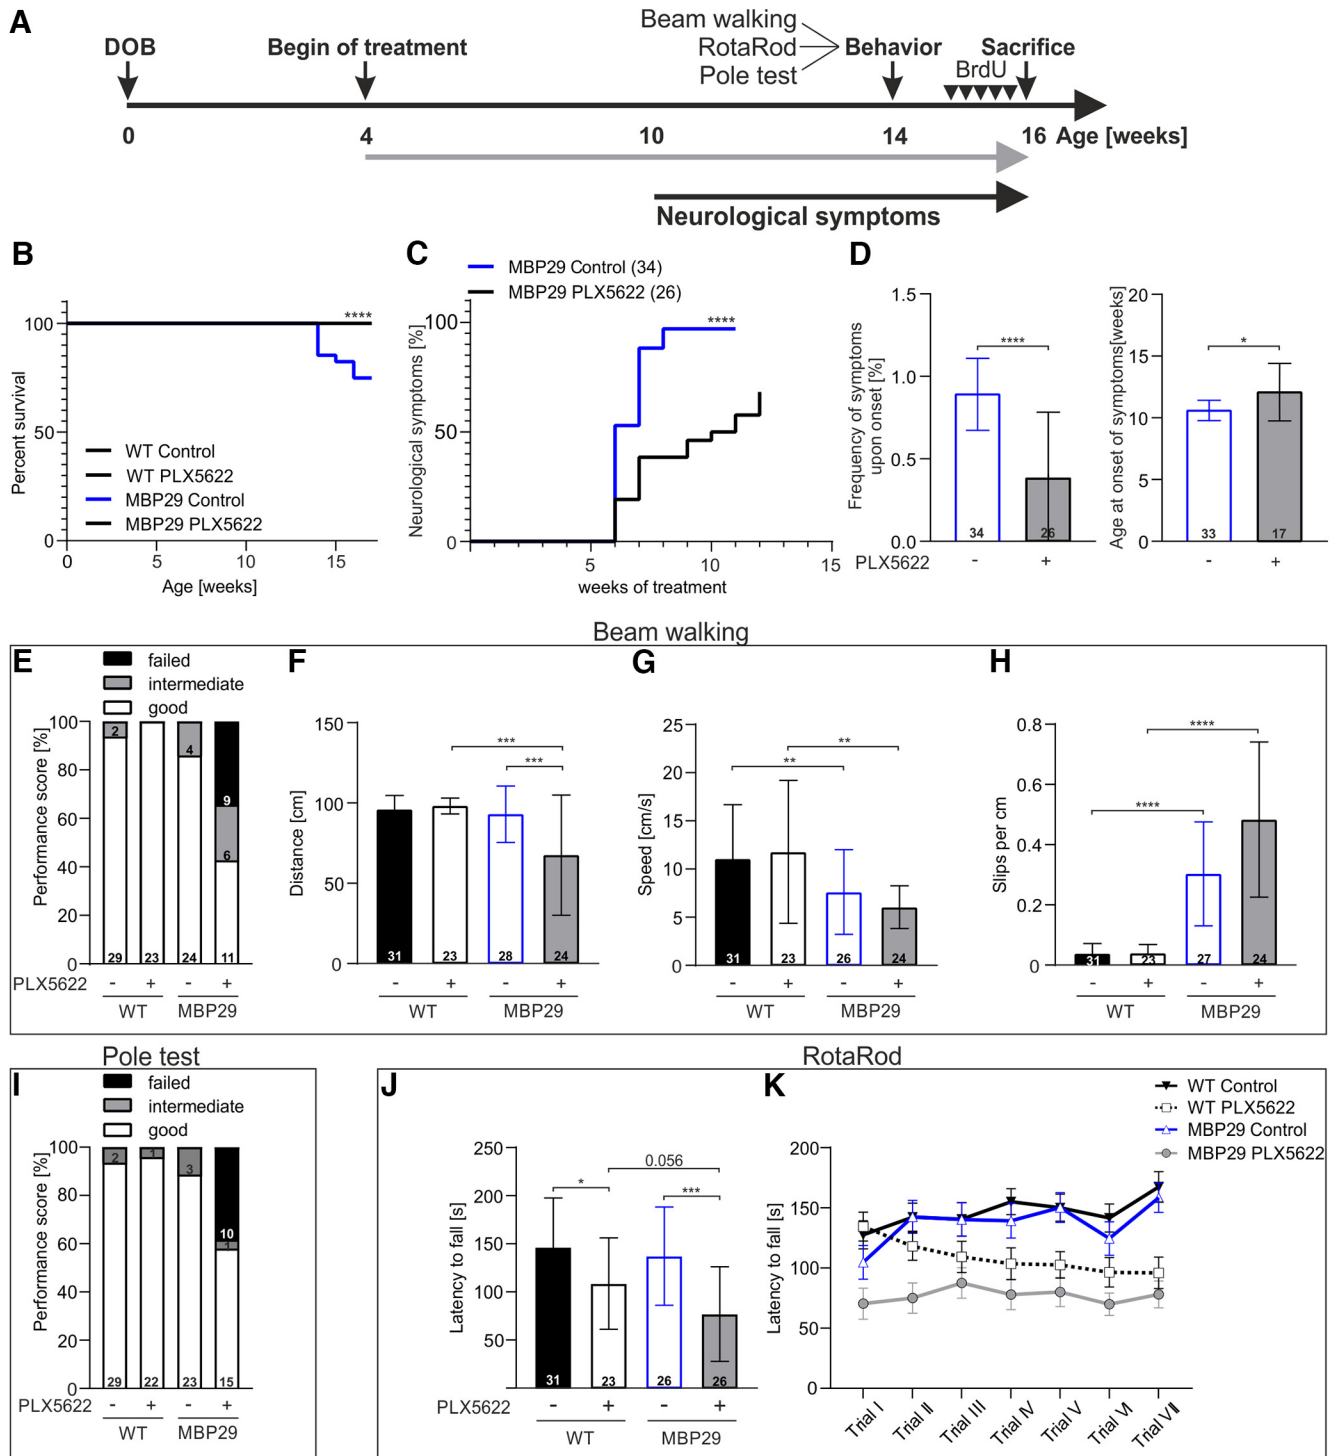 A
Beam walking
DOB Begin of treatment RotaRod Behavior Sacrifice
Pole test BrdU
0 4 10 14 16 Age [weeks]
Neurological symptoms
B
100
50
0
Percent survival
****
WT Control
WT PLX5622
MBP29 Control
MBP29 PLX5622
0 5 10 15
Age [weeks]
C
MBP29 Control (34)
MBP29 PLX5622 (26)
100
50
0
Neurological symptoms [%]
****
5 10 15
weeks of treatment
D
Frequency of symptoms
upon onset [%]
1.5
1.0
0.5
0.0
****
34 26
PLX5622 - +
Age at onset of symptoms[weeks]
20
15
10
5
0
*
33 17
- +
Beam walking
E
failed
intermediate
good
Performance score [%]
100
80
60
40
20
0
2 4 9 6
29 23 24 11
PLX5622 - + - +
WT MBP29
F
Distance [cm]
150
100
50
0
***
***
31 23 28 24
- + - +
WT MBP29
G
Speed [cm/s]
25
20
15
10
5
0
**
**
31 23 26 24
- + - +
WT MBP29
H
Slips per cm
0.8
0.6
0.4
0.2
0
****
****
31 23 27 24
- + - +
WT MBP29
Pole test
I
failed
intermediate
good
Performance score [%]
100
80
60
40
20
0
2 1 3 10 1
29 22 23 15
PLX5622 - + - +
WT MBP29
RotaRod
J
Latency to fall [s]
250
200
150
100
50
0.056
* ***
31 23 26 26
PLX5622 - + - +
WT MBP29
K
WT Control
WT PLX5622
MBP29 Control
MBP29 PLX5622
Latency to fall [s]
200
150
100
50
0
Trial I Trial II Trial III Trial IV Trial V Trial VI Trial VII